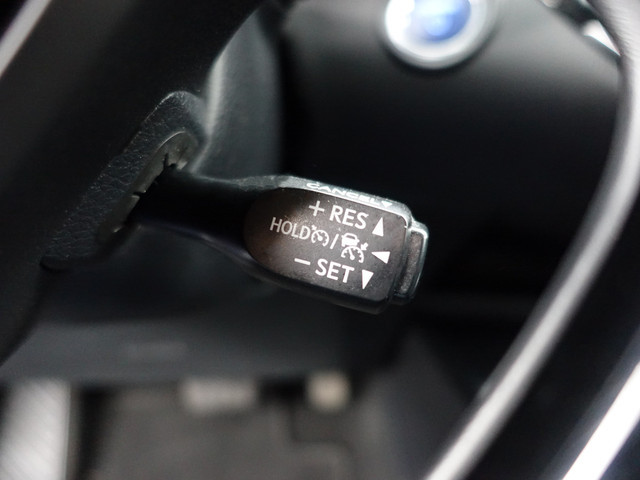 CANCEL
+ RES
HOLD /
− SET